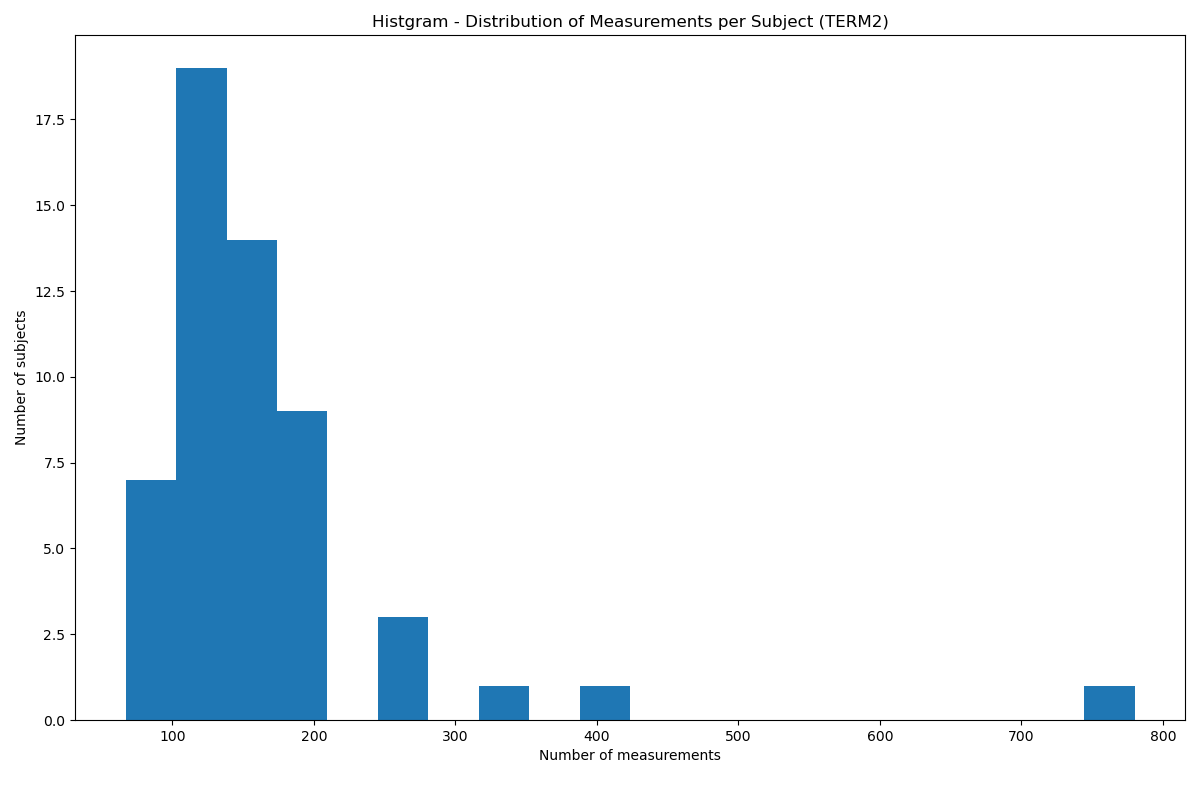 Histgram - Distribution of Measurements per Subject (TERM2)
17.5
15.0
12.5
10.0
7.5
5.0
2.5
0.0
Number of subjects
100 200 300 400 500 600 700 800
Number of measurements